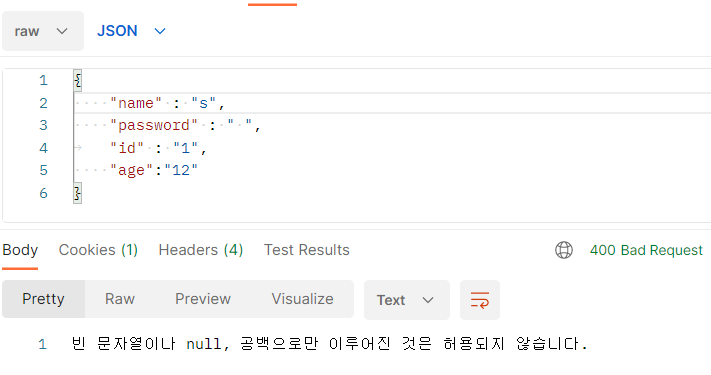 raw JSON
1 {
2 "name" : "s",
3 "password" : " ",
4 "id" : "1",
5 "age":"12"
6 }
Body Cookies (1) Headers (4) Test Results 400 Bad Request
Pretty Raw Preview Visualize Text
1 빈 문자열이나 null, 공백으로만 이루어진 것은 허용되지 않습니다.